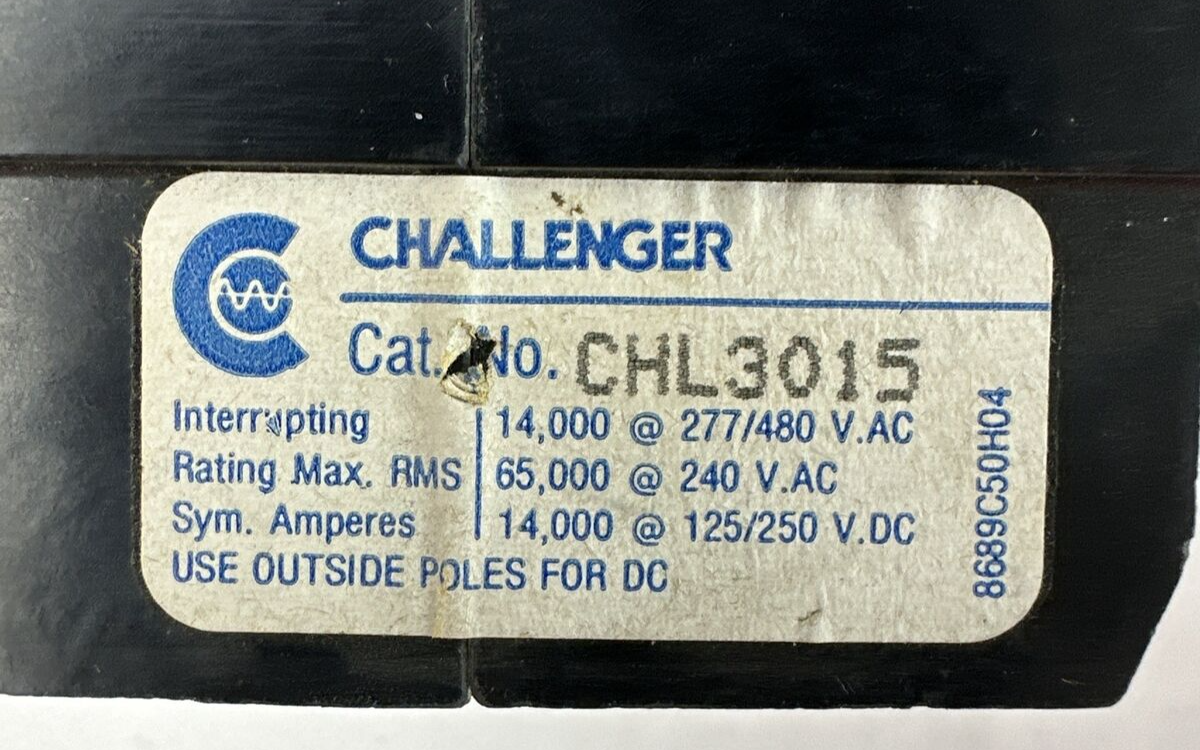 CHALLENGER
Cat. No. CHL3015
Interrupting 14,000 @ 277/480 V.AC
Rating Max. RMS 65,000 @ 240 V.AC
Sym. Amperes 14,000 @ 125/250 V.DC
USE OUTSIDE POLES FOR DC
8689C50H04